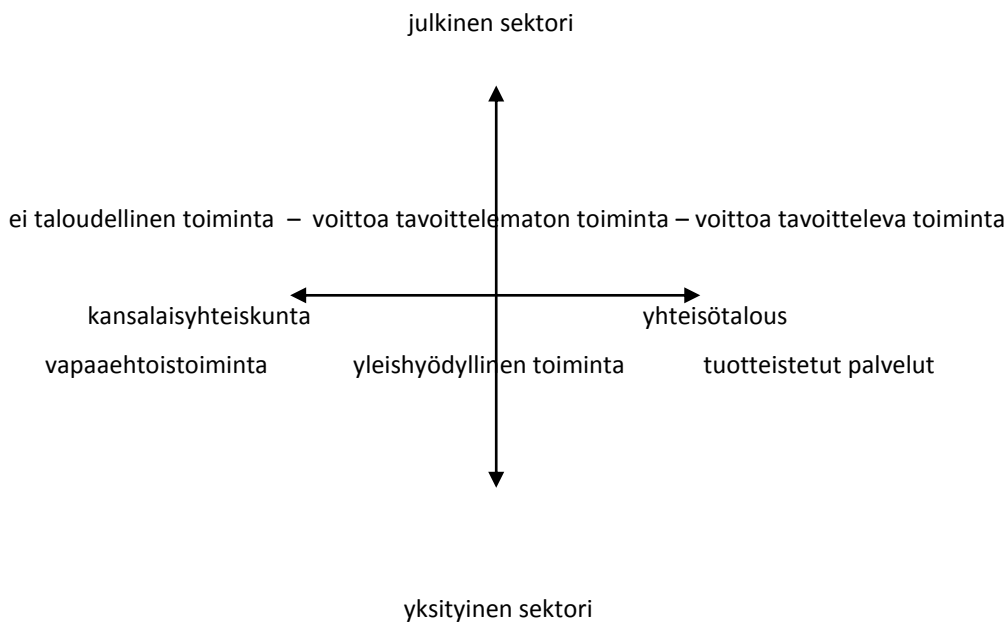 julkinen sektori
ei taloudellinen toiminta – voittoa tavoittelematon toiminta – voittoa tavoitteleva toiminta
kansalaisyhteiskunta yhteisötalous
vapaaehtoistoiminta yleishyödyllinen toiminta tuotteistetut palvelut
yksityinen sektori